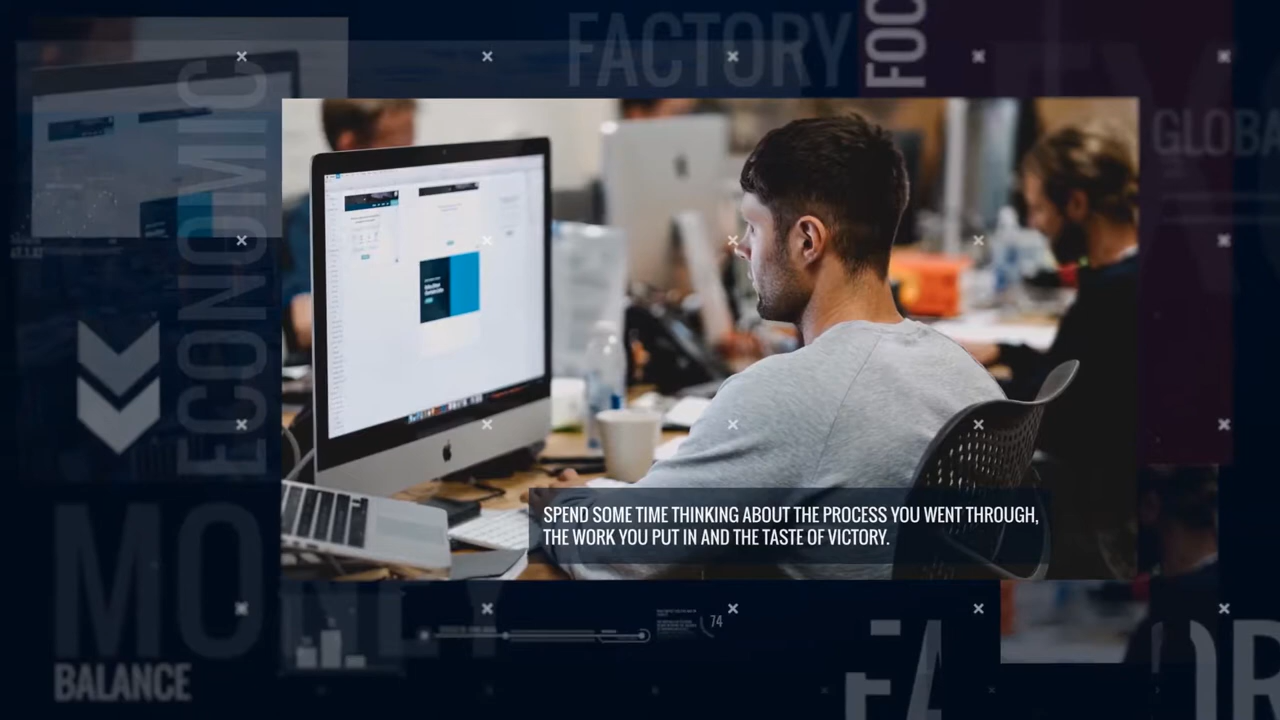 FACTORY
FOC
GLOBA
ECONOMIC
SPEND SOME TIME THINKING ABOUT THE PROCESS YOU WENT THROUGH,
THE WORK YOU PUT IN AND THE TASTE OF VICTORY.
MONEY
74
BALANCE